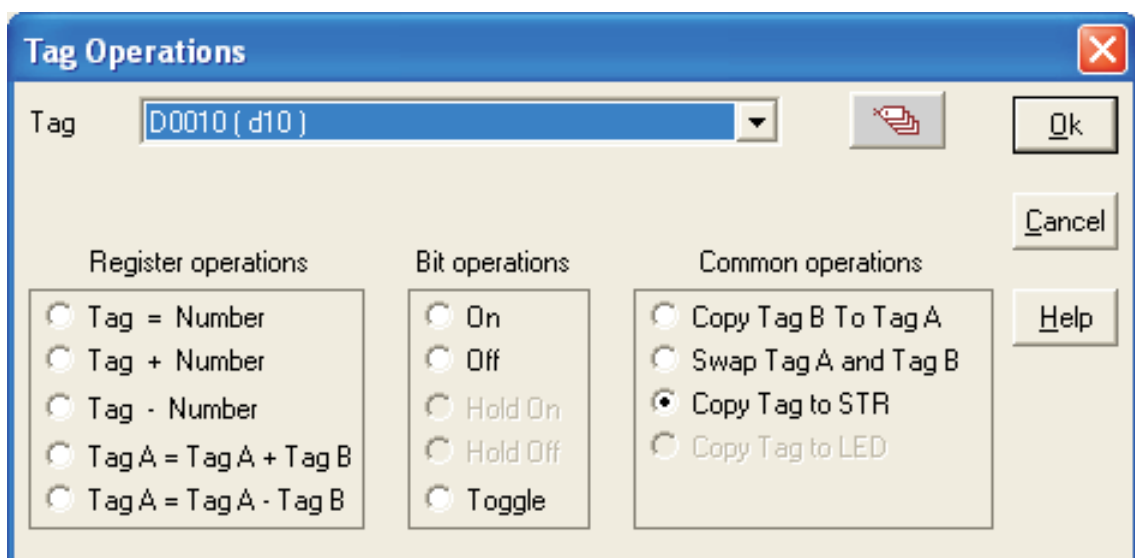 Tag Operations
Tag
D0010 ( d10 )
Ok
Cancel
Help
Register operations
Tag = Number
Tag + Number
Tag - Number
Tag A = Tag A + Tag B
Tag A = Tag A - Tag B
Bit operations
On
Off
Hold On
Hold Off
Toggle
Common operations
Copy Tag B To Tag A
Swap Tag A and Tag B
Copy Tag to STR
Copy Tag to LED